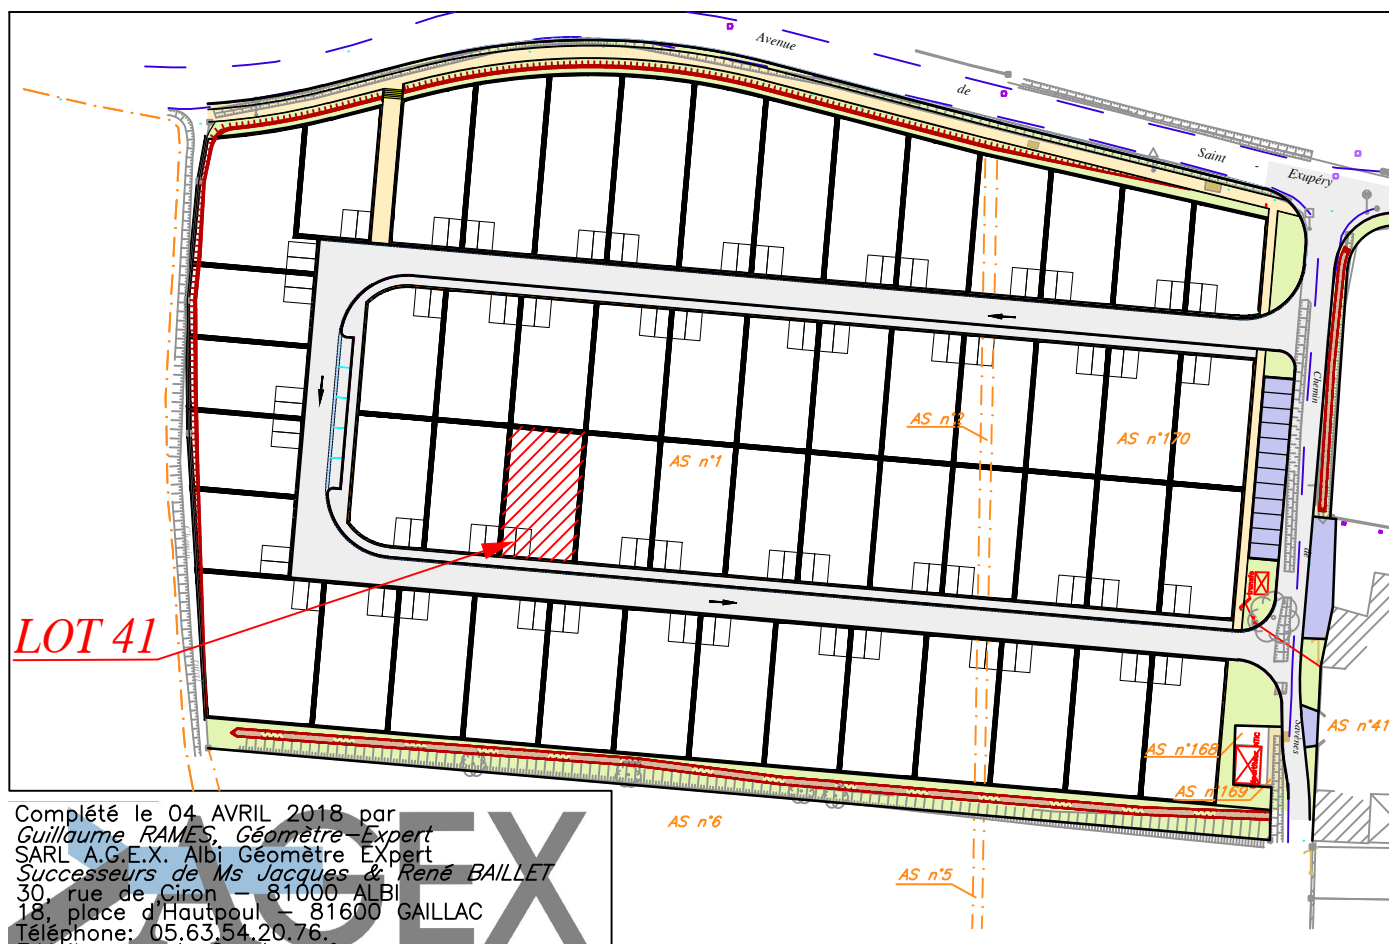 Avenue
de
Saint
-
Exupéry
Chemin
de
Savènes
AS n°2
AS n°170
AS n°1
LOT 41
AS n°168
AS n°169
AS n°41
AS n°6
AS n°5
Complété le 04 AVRIL 2018 par
Guillaume RAMES, Géomètre-Expert
SARL A.G.E.X. Albi Géomètre Expert
Successeurs de Ms Jacques & René BAILLET
30, rue de Ciron - 81000 ALBI
18, place d'Hautpoul - 81600 GAILLAC
Téléphone: 05.63.54.20.76.
AGEX